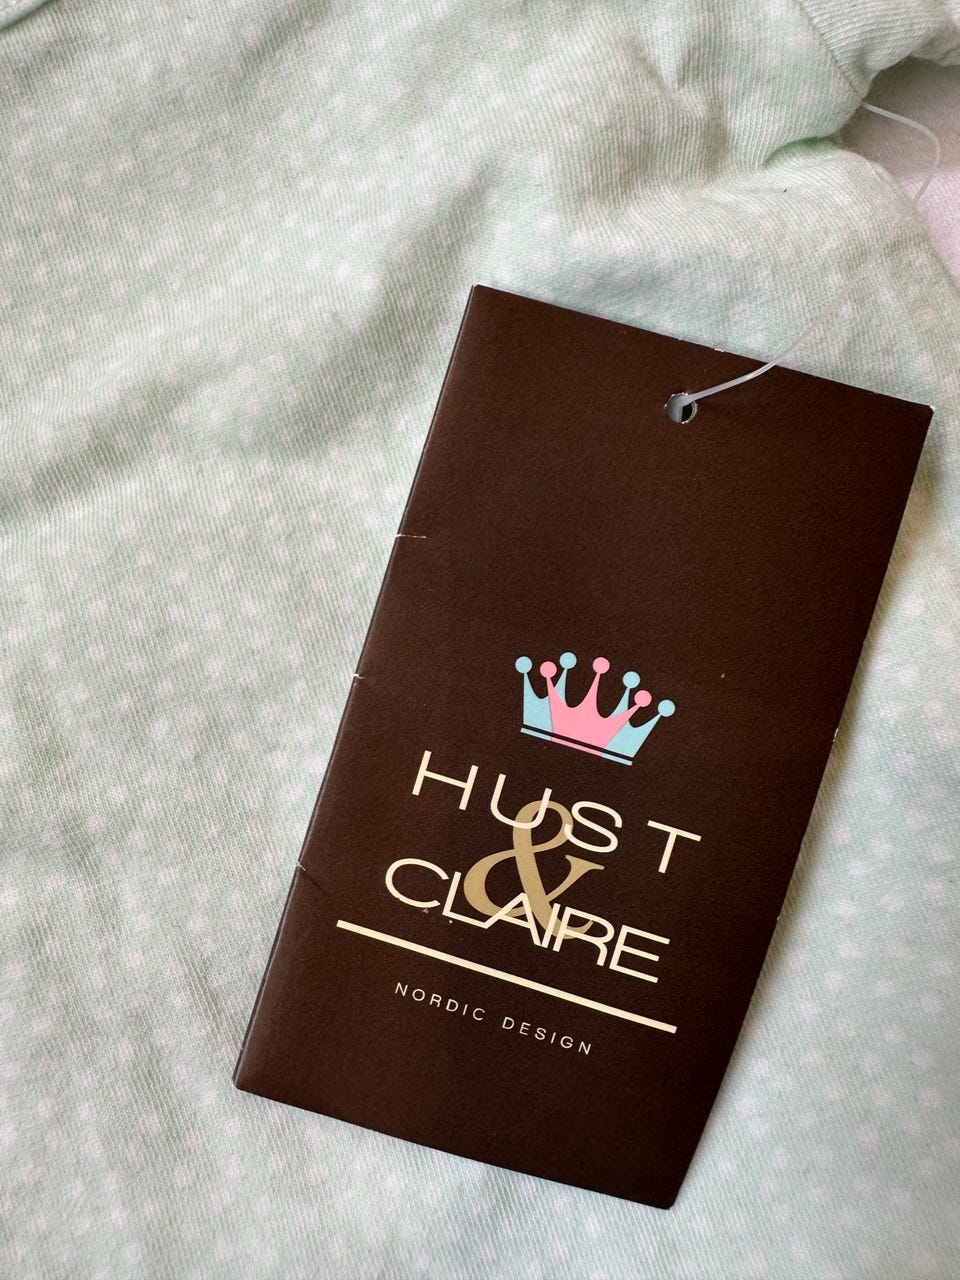 HUST
&
CLAIRE
NORDIC DESIGN